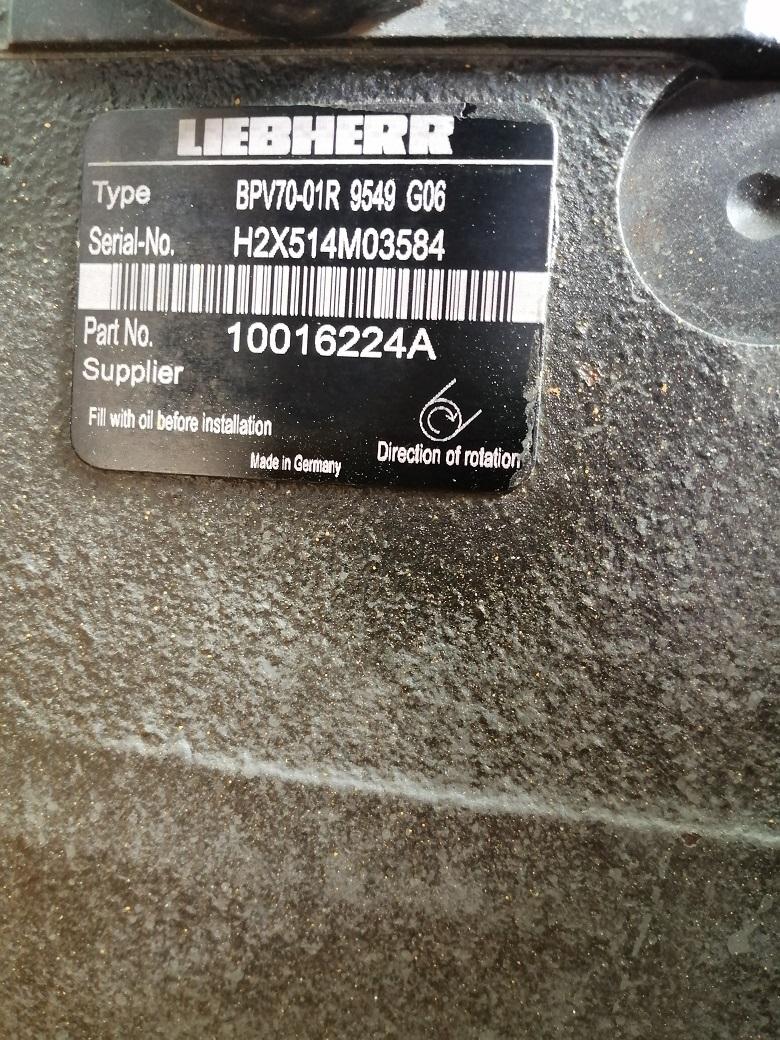 LIEBHERR
Type BPV70-01R 9549 G06
Serial-No. H2X514M03584
Part No. 10016224A
Supplier
Fill with oil before installation
Direction of rotation
Made in Germany